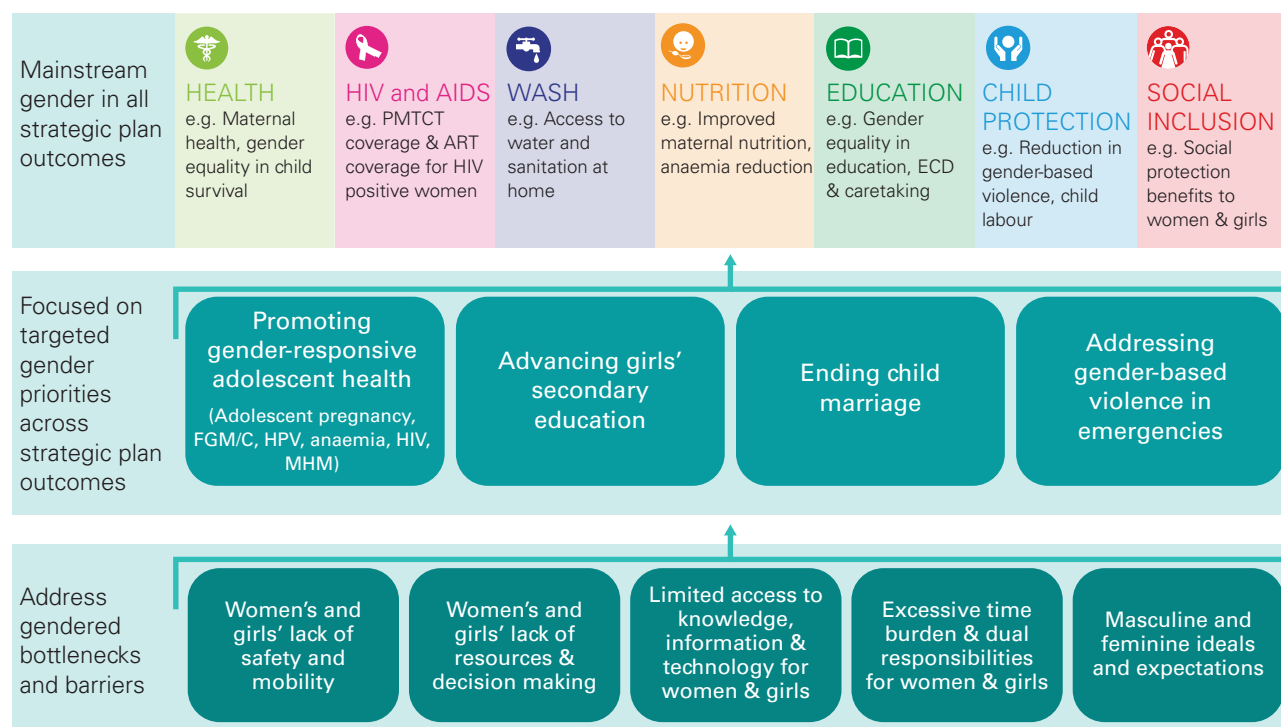 Mainstream
gender in all
strategic plan
outcomes
HEALTH
e.g. Maternal
health, gender
equality in child
survival
HIV and AIDS
e.g. PMTCT
coverage & ART
coverage for HIV
positive women
WASH
e.g. Access to
water and
sanitation at
home
NUTRITION
e.g. Improved
maternal nutrition,
anaemia reduction
EDUCATION
e.g. Gender
equality in
education, ECD
& caretaking
CHILD
PROTECTION
e.g. Reduction in
gender-based
violence, child
labour
SOCIAL
INCLUSION
e.g. Social
protection
benefits to
women & girls
Focused on
targeted
gender
priorities
across
strategic plan
outcomes
Promoting
gender-responsive
adolescent health
(Adolescent pregnancy,
FGM/C, HPV, anaemia, HIV,
MHM)
Advancing girls’
secondary
education
Ending child
marriage
Addressing
gender-based
violence in
emergencies
Address
gendered
bottlenecks
and barriers
Women’s and
girls’ lack of
safety and
mobility
Women’s and
girls’ lack of
resources &
decision making
Limited access to
knowledge,
information &
technology for
women & girls
Excessive time
burden & dual
responsibilities
for women & girls
Masculine and
feminine ideals
and expectations